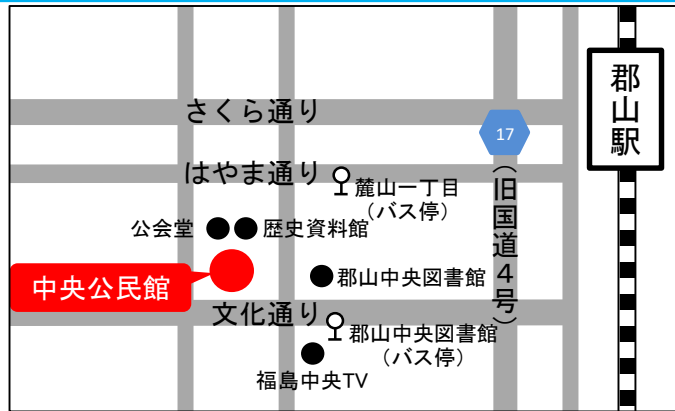 郡山駅
さくら通り
17
はやま通り
麓山一丁目
（バス停）
（旧国道４号）
公会堂
歴史資料館
中央公民館
郡山中央図書館
文化通り
郡山中央図書館
（バス停）
福島中央TV